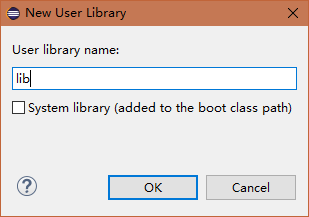 New User Library
User library name:
lib
System library (added to the boot class path)
?
OK Cancel